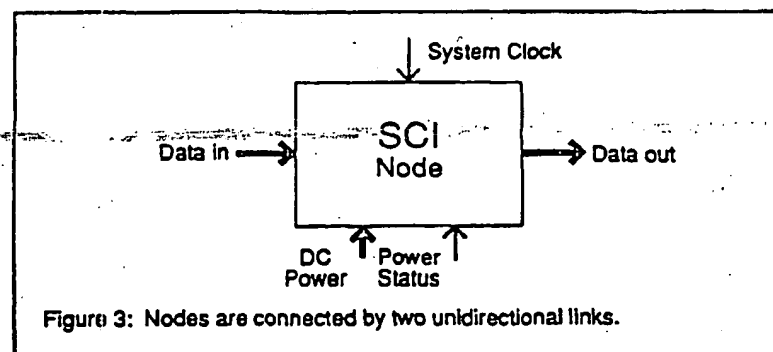 System Clock
SCI
Node
Data in
Data out
DC
Power
Power
Status
Figure 3: Nodes are connected by two unidirectional links.